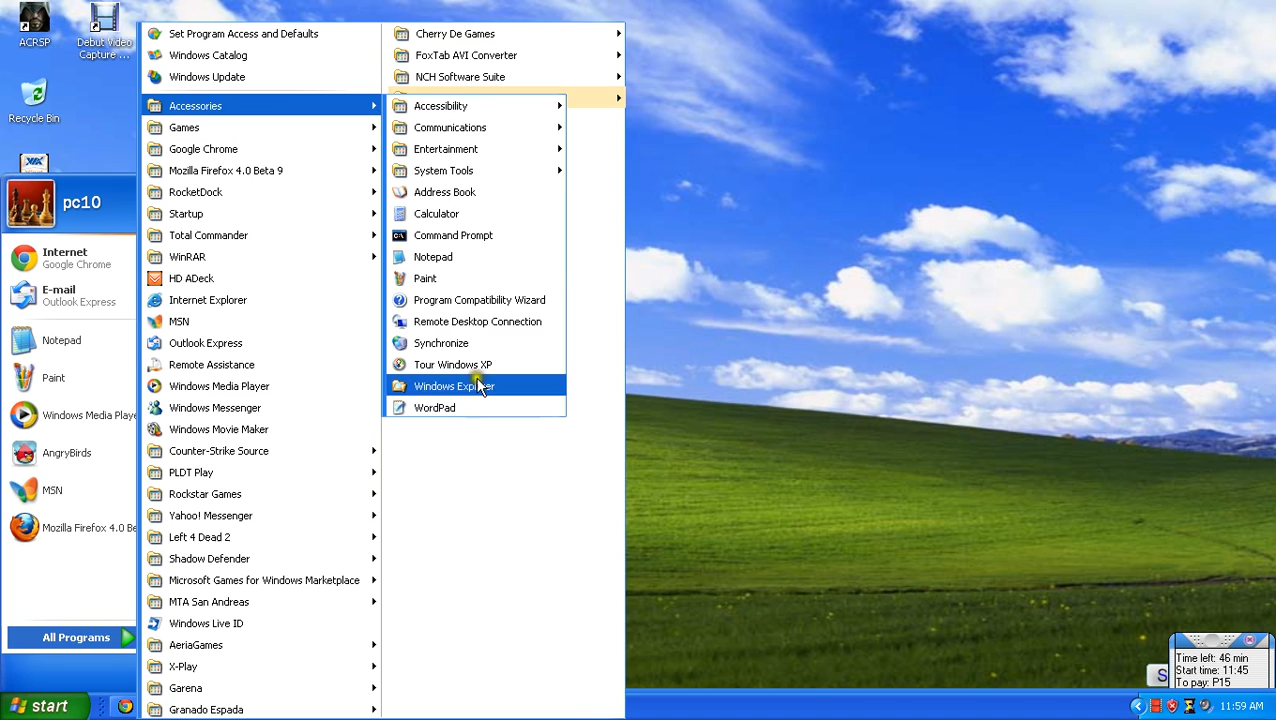 ACRSP
Debut Video
Capture ...
Recycle Bin
VIA
pc10
Internet
Google Chrome
E-mail
Outlook Express
Notepad
Paint
Windows Media Playe
AngryBirds
MSN
Mozilla Firefox 4.0 Be
All Programs
start
Set Program Access and Defaults
Windows Catalog
Windows Update
Accessories
Games
Google Chrome
Mozilla Firefox 4.0 Beta 9
RocketDock
Startup
Total Commander
WinRAR
HD ADeck
Internet Explorer
MSN
Outlook Express
Remote Assistance
Windows Media Player
Windows Messenger
Windows Movie Maker
Counter-Strike Source
PLDT Play
Rockstar Games
Yahoo! Messenger
Left 4 Dead 2
Shadow Defender
Microsoft Games for Windows Marketplace
MTA San Andreas
Windows Live ID
AeriaGames
X-Play
Garena
Granado Espada
Cherry De Games
FoxTab AVI Converter
NCH Software Suite
Accessibility
Communications
Entertainment
System Tools
Address Book
Calculator
Command Prompt
Notepad
Paint
Program Compatibility Wizard
Remote Desktop Connection
Synchronize
Tour Windows XP
Windows Explorer
WordPad
S
Time left: 46 min
Start time: 11:45
To pay: P15
11:59 AM